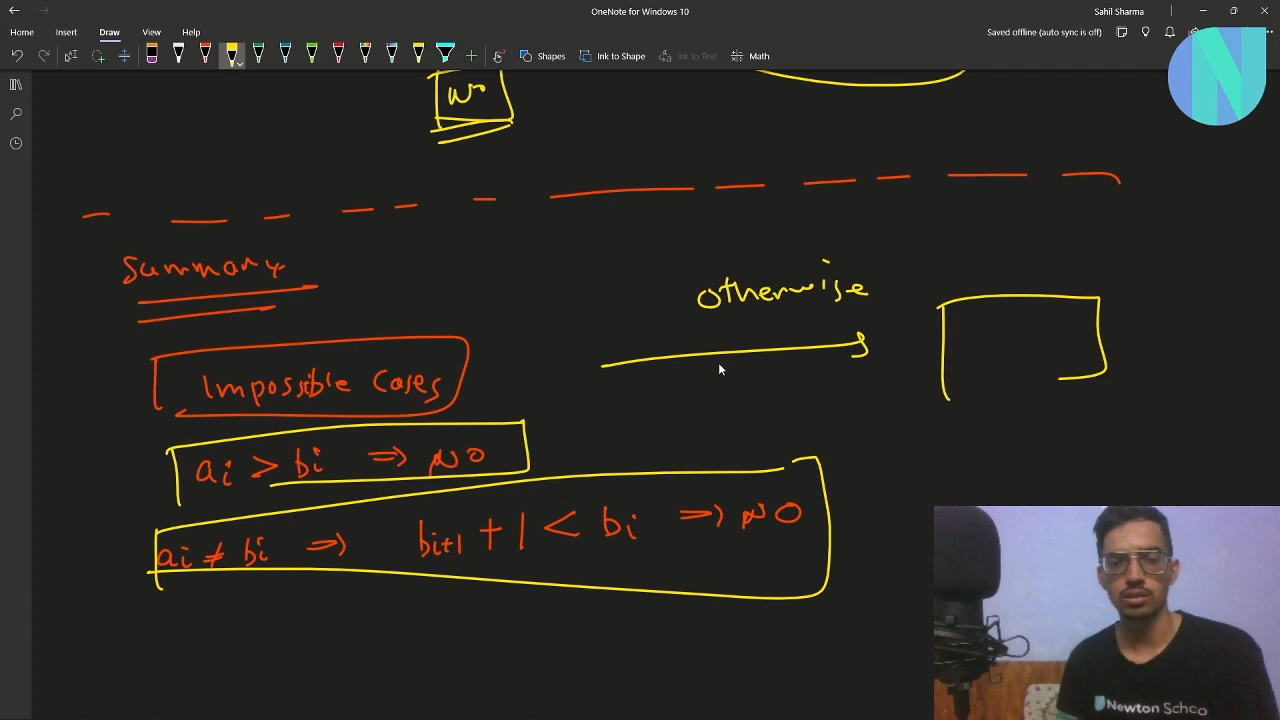 OneNote for Windows 10
Sahil Sharma
Home Insert Draw View Help
Saved offline (auto sync is off)
Shapes Ink to Shape Ink to Text Math
No
Summary
otherwise
Impossible Cases
ai > bi ⇒ NO
ai ≠ bi ⇒ bi+1 + 1 < bi ⇒ NO
Newton Schoo